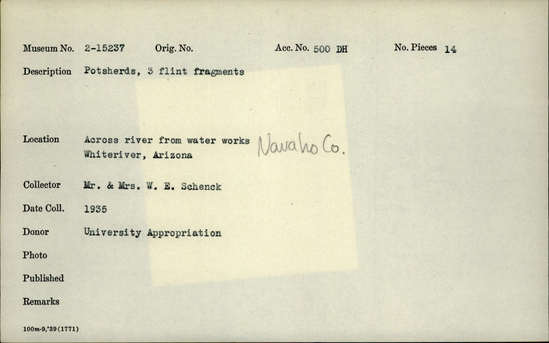 Museum No. 2-15237 Orig. No. Acc. No. 500 DH No. Pieces 14
Description Potsherds, 3 flint fragments
Location Across river from water works Navaho Co.
Whiteriver, Arizona
Collector Mr. & Mrs. W. E. Schenck
Date Coll. 1935
Donor University Appropriation
Photo
Published
Remarks
100m-9,'39(1771)